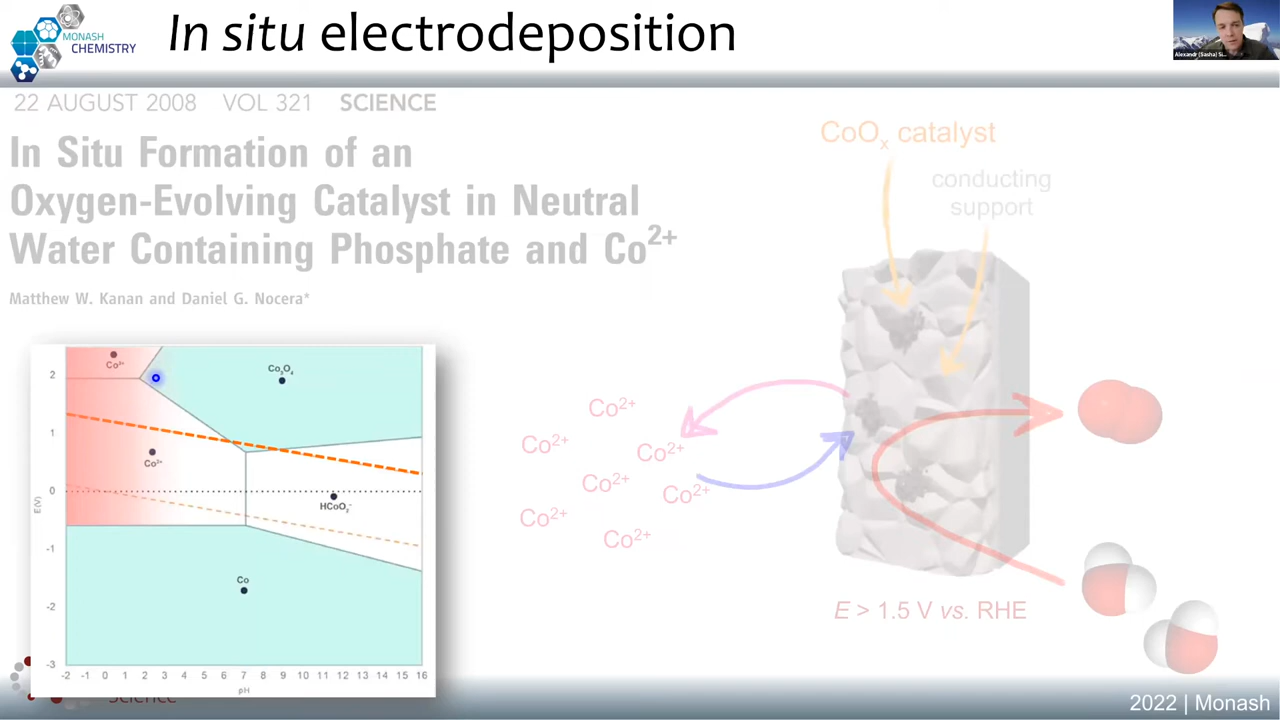 MONASH
CHEMISTRY
In situ electrodeposition
Alexandr (Sasha) Si...
22 AUGUST 2008 VOL 321 SCIENCE
In Situ Formation of an
Oxygen-Evolving Catalyst in Neutral
Water Containing Phosphate and Co²⁺
Matthew W. Kanan and Daniel G. Nocera*
CoOₓ catalyst
conducting
support
Co²⁺
Co²⁺
Co²⁺
Co²⁺
Co²⁺
Co²⁺
Co²⁺
E > 1.5 V vs. RHE
Co³⁺
Co₃O₄
Co²⁺
HCoO₂⁻
Co
E(V)
2
1
0
-1
-2
-3
-2 -1 0 1 2 3 4 5 6 7 8 9 10 11 12 13 14 15 16
pH
Science
2022 | Monash